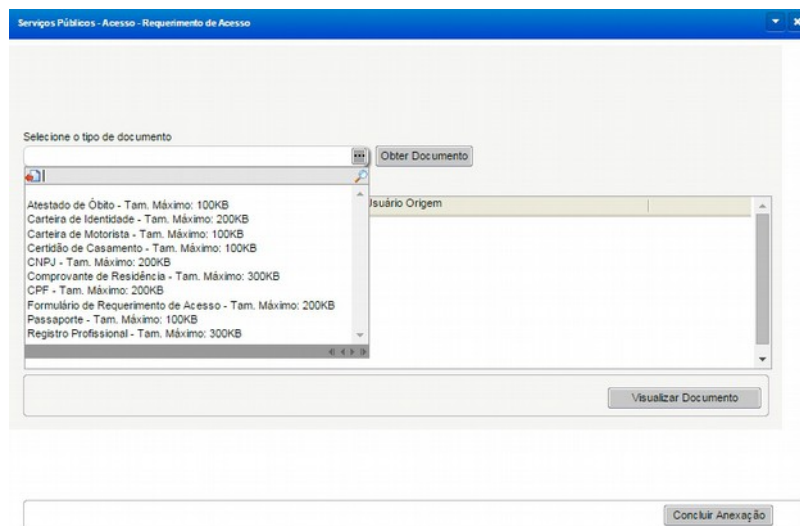 Serviços Públicos - Acesso - Requerimento de Acesso
Selecione o tipo de documento
Obter Documento
Usuário Origem
Atestado de Óbito - Tam. Máximo: 100KB
Carteira de Identidade - Tam. Máximo: 200KB
Carteira de Motorista - Tam. Máximo: 100KB
Certidão de Casamento - Tam. Máximo: 100KB
CNPJ - Tam. Máximo: 200KB
Comprovante de Residência - Tam. Máximo: 300KB
CPF - Tam. Máximo: 200KB
Formulário de Requerimento de Acesso - Tam. Máximo: 200KB
Passaporte - Tam. Máximo: 100KB
Registro Profissional - Tam. Máximo: 300KB
Visualizar Documento
Concluir Anexação